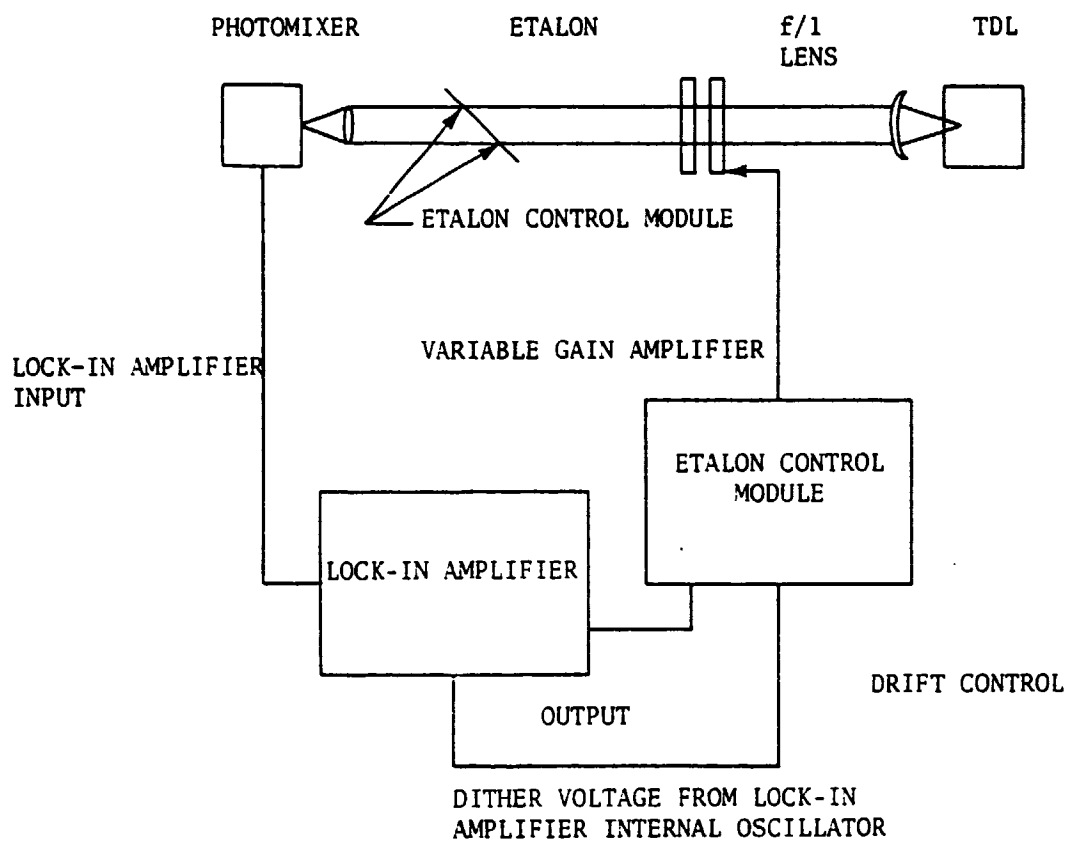 PHOTOMIXER ETALON f/1 TDL
LENS
ETALON CONTROL MODULE
VARIABLE GAIN AMPLIFIER
LOCK-IN AMPLIFIER
INPUT
ETALON CONTROL
MODULE
LOCK-IN AMPLIFIER
DRIFT CONTROL
OUTPUT
DITHER VOLTAGE FROM LOCK-IN
AMPLIFIER INTERNAL OSCILLATOR